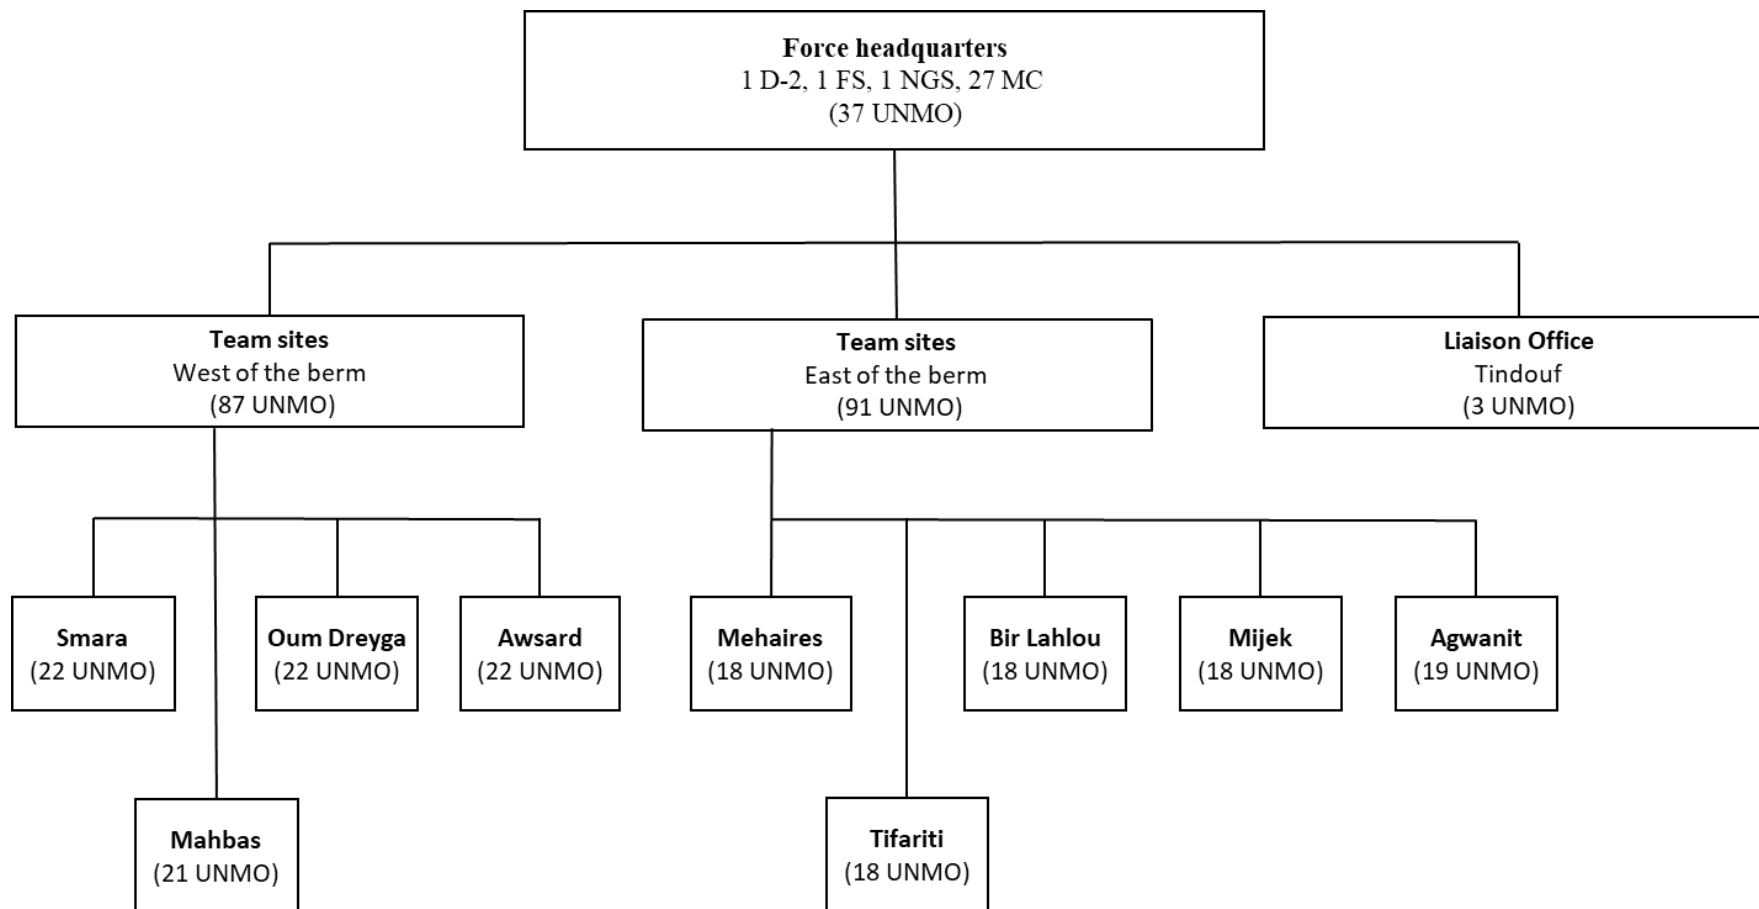 Force headquarters
1 D-2, 1 FS, 1 NGS, 27 MC
(37 UNMO)
Team sites
West of the berm
(87 UNMO)
Team sites
East of the berm
(91 UNMO)
Liaison Office
Tindouf
(3 UNMO)
Smara
(22 UNMO)
Oum Dreyga
(22 UNMO)
Awsard
(22 UNMO)
Mehaires
(18 UNMO)
Bir Lahlou
(18 UNMO)
Mijek
(18 UNMO)
Agwanit
(19 UNMO)
Mahbas
(21 UNMO)
Tifariti
(18 UNMO)